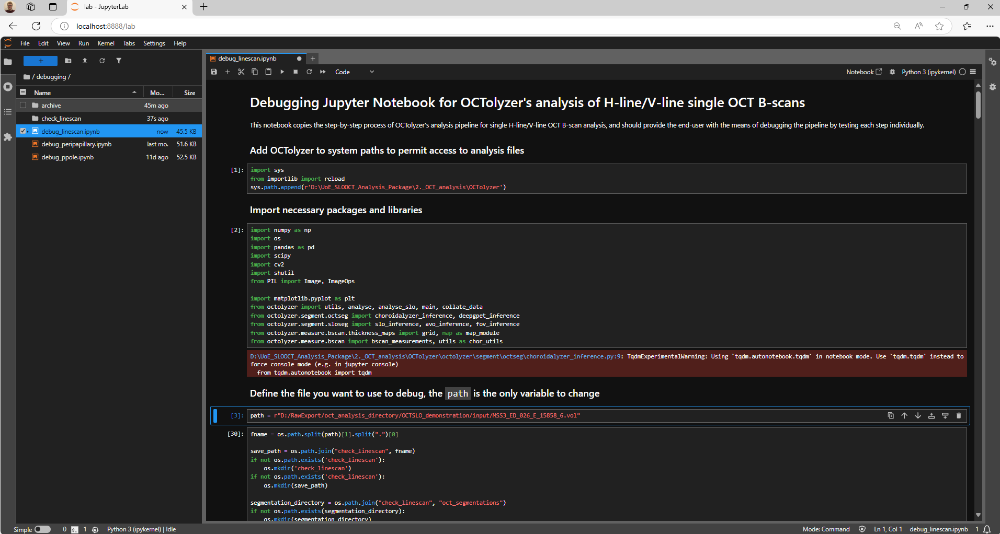 lab - JupyterLab
localhost:8888/lab
File Edit View Run Kernel Tabs Settings Help
/ debugging /
Name Mo... Size
archive 45m ago
check_linescan 37s ago
debug_linescan.ipynb now 45.5 KB
debug_peripapillary.ipynb last mo. 51.6 KB
debug_ppole.ipynb 11d ago 52.5 KB
debug_linescan.ipynb
Code
Notebook Python 3 (ipykernel)
Debugging Jupyter Notebook for OCTolyzer's analysis of H-line/V-line single OCT B-scans
This notebook copies the step-by-step process of OCTolyzer's analysis pipeline for single H-line/V-line OCT B-scan analysis, and should provide the end-user with the means of debugging the pipeline by testing each step individually.
Add OCTolyzer to system paths to permit access to analysis files
[1]: import sys
from importlib import reload
sys.path.append(r'D:\UoE_SLOOCT_Analysis_Package\2._OCT_analysis\OCTolyzer')
Import necessary packages and libraries
[2]: import numpy as np
import os
import pandas as pd
import scipy
import cv2
import shutil
from PIL import Image, ImageOps
import matplotlib.pyplot as plt
from octolyzer import utils, analyse, analyse_slo, main, collate_data
from octolyzer.segment.octseg import choroidalyzer_inference, deepgpet_inference
from octolyzer.segment.sloseg import slo_inference, avo_inference, fov_inference
from octolyzer.measure.bscan.thickness_maps import grid, map as map_module
from octolyzer.measure.bscan import bscan_measurements, utils as chor_utils
D:\UoE_SLOOCT_Analysis_Package\2._OCT_analysis\OCTolyzer\octolyzer\segment\octseg\choroidalyzer_inference.py:9: TqdmExperimentalWarning: Using `tqdm.autonotebook.tqdm` in notebook mode. Use `tqdm.tqdm` instead to
force console mode (e.g. in jupyter console)
from tqdm.autonotebook import tqdm
Define the file you want to use to debug, the path is the only variable to change
[3]: path = r"D:/RawExport/oct_analysis_directory/OCTSLO_demonstration/input/MSS3_ED_026_E_15858_6.vol"
[30]: fname = os.path.split(path)[1].split(".")[0]
save_path = os.path.join("check_linescan", fname)
if not os.path.exists('check_linescan'):
os.mkdir('check_linescan')
if not os.path.exists('check_linescan'):
os.mkdir(save_path)
segmentation_directory = os.path.join("check_linescan", "oct_segmentations")
if not os.path.exists(segmentation_directory):
os.mkdir(segmentation_directory)
Simple 0 1 Python 3 (ipykernel) | Idle
Mode: Command Ln 1, Col 1 debug_linescan.ipynb 1